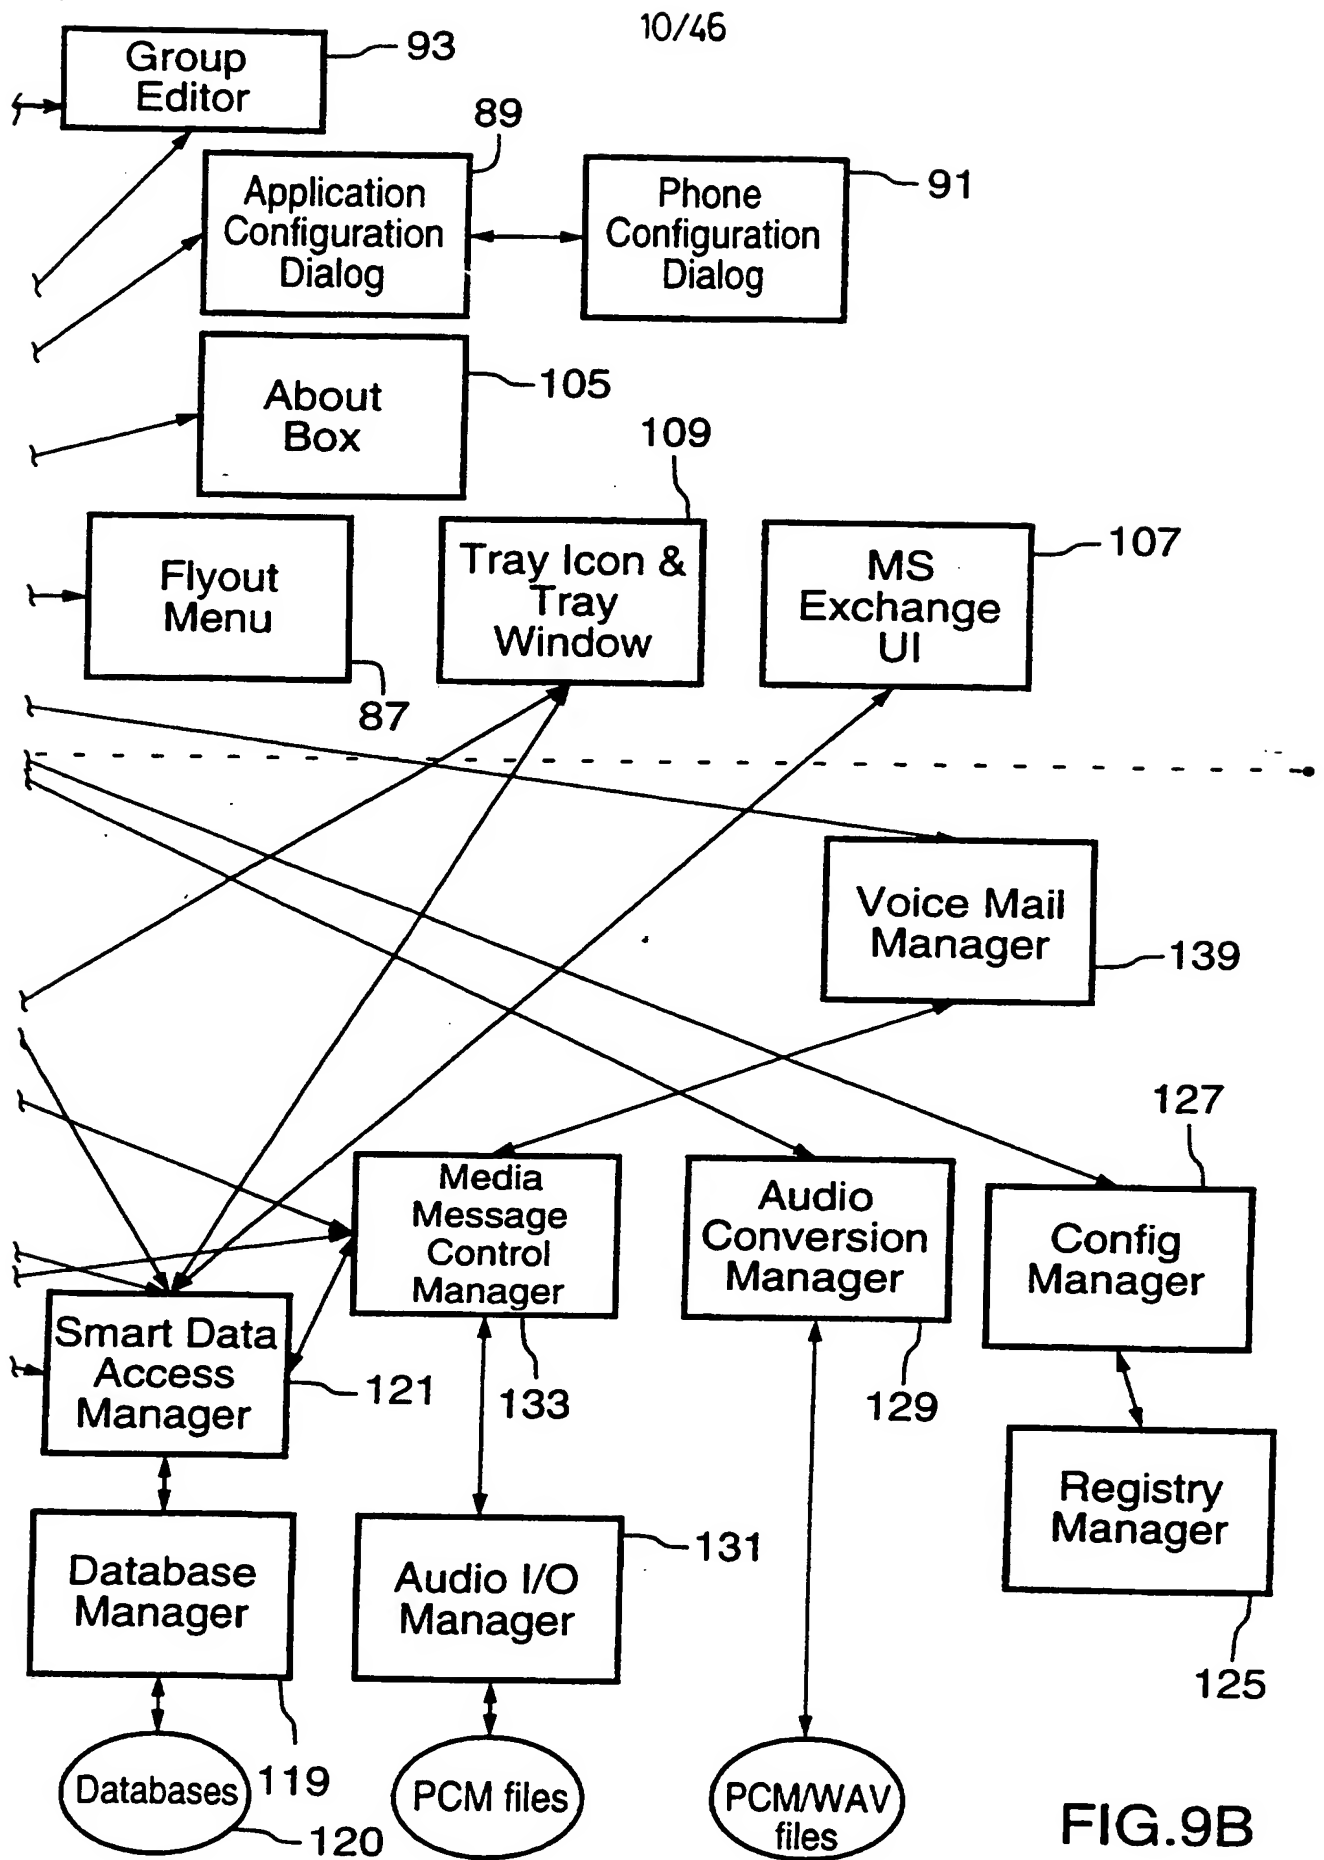 10/46
Group
Editor
93
89
Application
Configuration
Dialog
Phone
Configuration
Dialog
91
About
Box
105
109
Flyout
Menu
87
Tray Icon &
Tray
Window
MS
Exchange
UI
107
Voice Mail
Manager
139
127
Media
Message
Control
Manager
133
Audio
Conversion
Manager
129
Config
Manager
Smart Data
Access
Manager
121
Registry
Manager
125
Database
Manager
119
Audio I/O
Manager
131
Databases
120
PCM files
PCM/WAV
files
FIG.9B